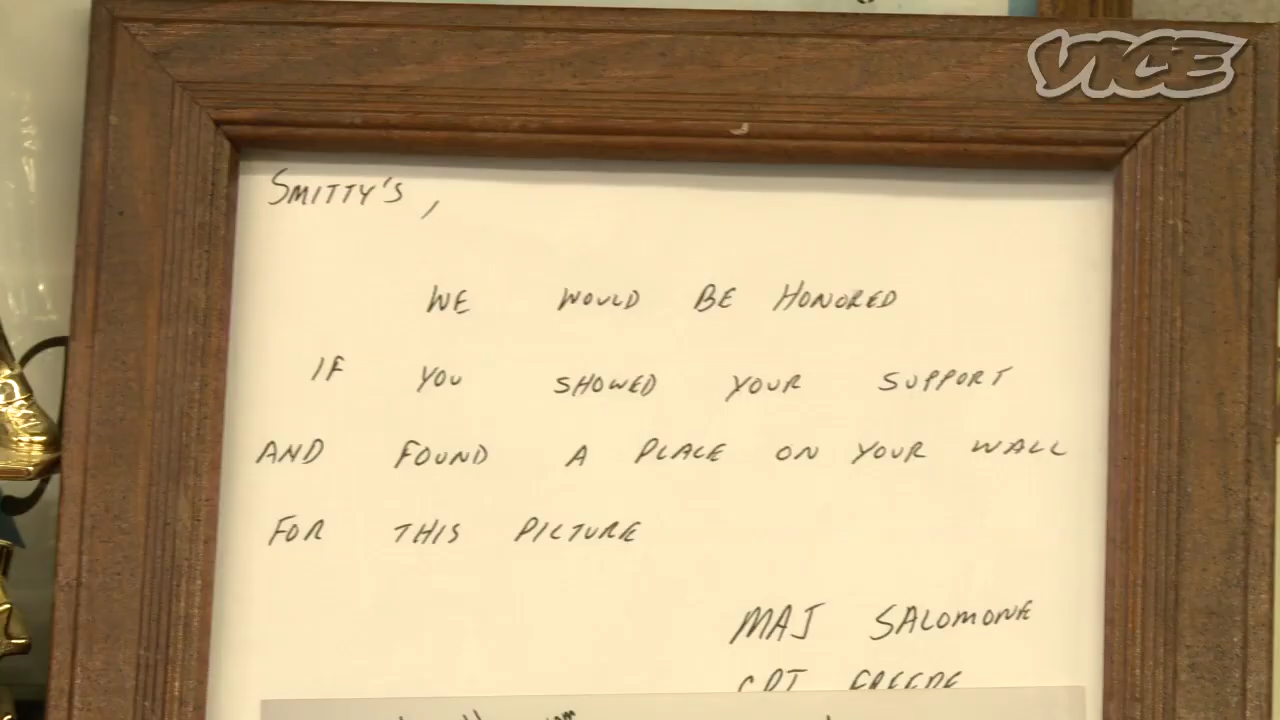 VICE
SMITTY'S,
WE WOULD BE HONORED
IF YOU SHOWED YOUR SUPPORT
AND FOUND A PLACE ON YOUR WALL
FOR THIS PICTURE
MAJ SALOMONE
CPT